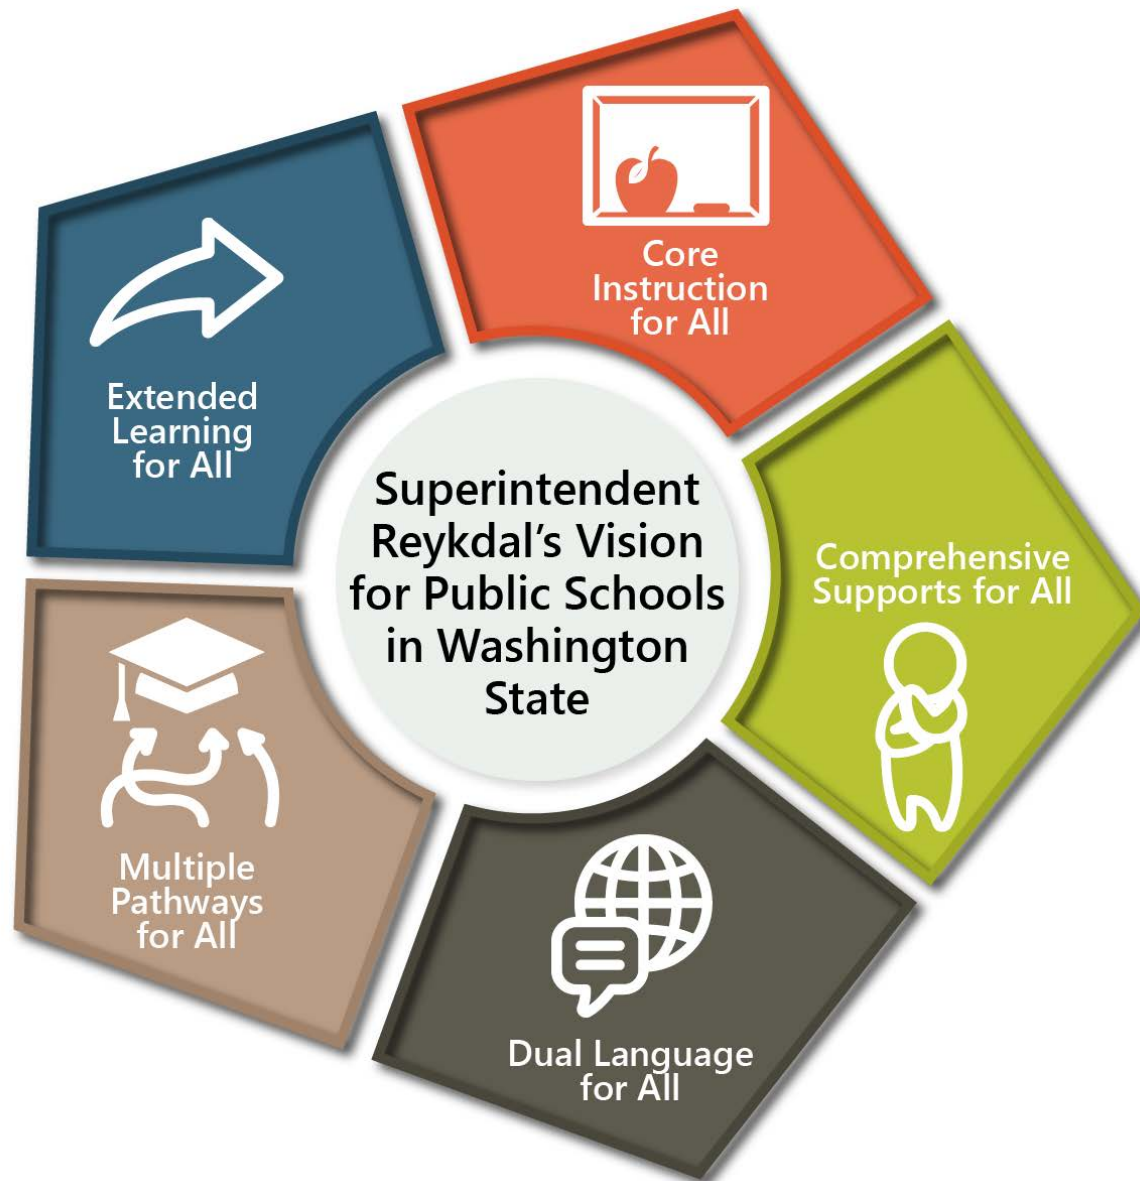 Core
Instruction
for All
Extended
Learning
for All
Superintendent
Reykdal's Vision
for Public Schools
in Washington
State
Comprehensive
Supports for All
Multiple
Pathways
for All
Dual Language
for All